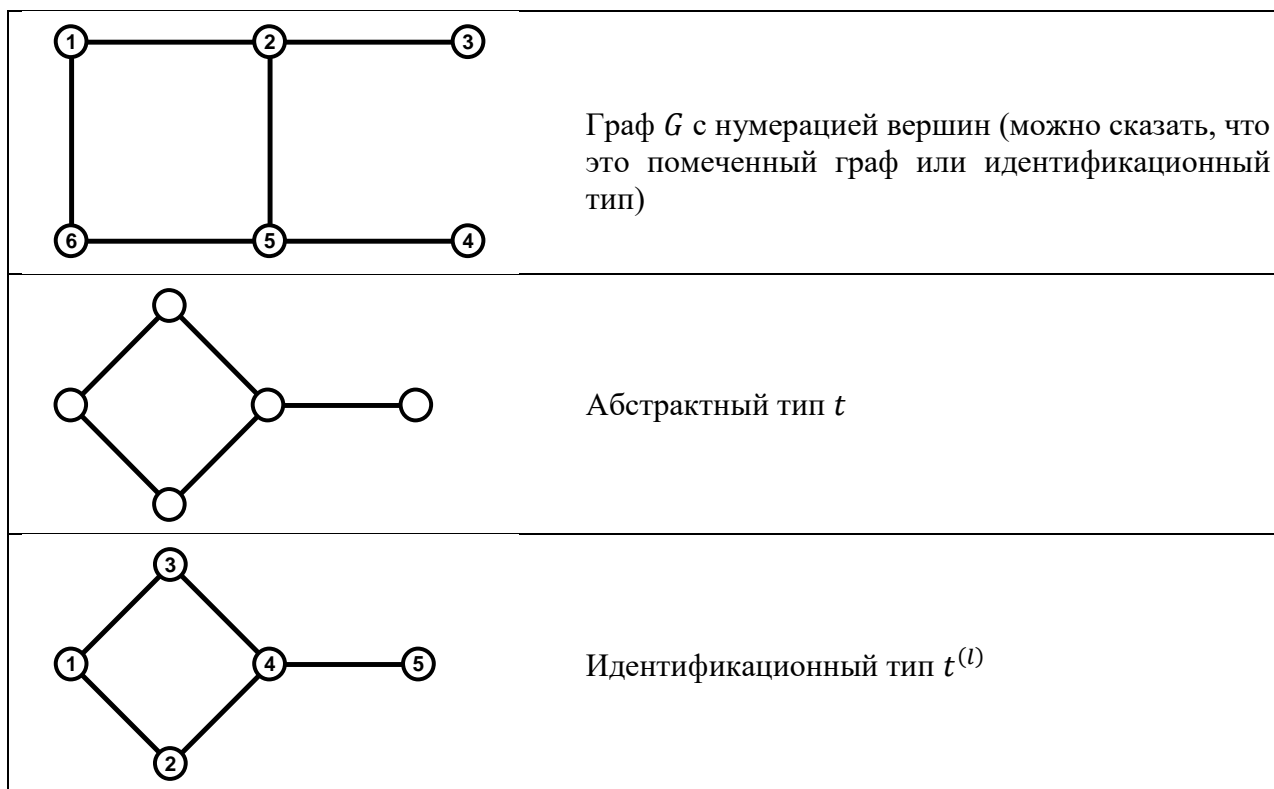 1 2 3
6 5 4
Граф G с нумерацией вершин (можно сказать, что
это помеченный граф или идентификационный
тип)
Абстрактный тип t
3
1 4 5
2
Идентификационный тип t^(l)